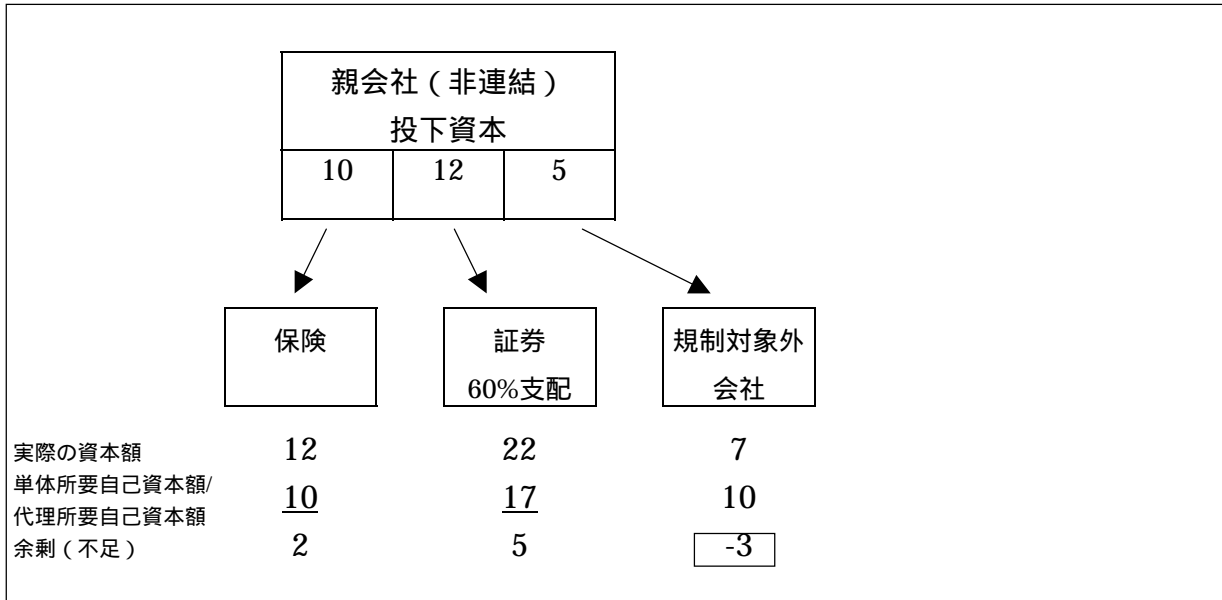 親会社（非連結）
投下資本
10 12 5
保険 証券 規制対象外
60%支配 会社
実際の資本額 12 22 7
単体所要自己資本額/
代理所要自己資本額 10 17 10
余剰（不足） 2 5 -3